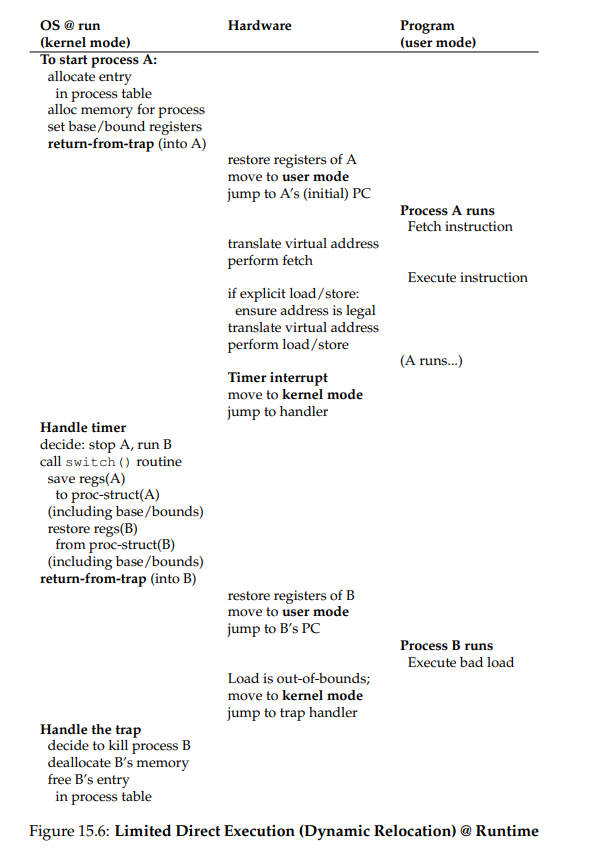 OS @ run Hardware Program
(kernel mode) (user mode)
To start process A:
allocate entry
in process table
alloc memory for process
set base/bound registers
return-from-trap (into A)
restore registers of A
move to user mode
jump to A's (initial) PC
Process A runs
Fetch instruction
translate virtual address
perform fetch
Execute instruction
if explicit load/store:
ensure address is legal
translate virtual address
perform load/store
(A runs...)
Timer interrupt
move to kernel mode
jump to handler
Handle timer
decide: stop A, run B
call switch() routine
save regs(A)
to proc-struct(A)
(including base/bounds)
restore regs(B)
from proc-struct(B)
(including base/bounds)
return-from-trap (into B)
restore registers of B
move to user mode
jump to B's PC
Process B runs
Execute bad load
Load is out-of-bounds;
move to kernel mode
jump to trap handler
Handle the trap
decide to kill process B
deallocate B's memory
free B's entry
in process table
Figure 15.6: Limited Direct Execution (Dynamic Relocation) @ Runtime